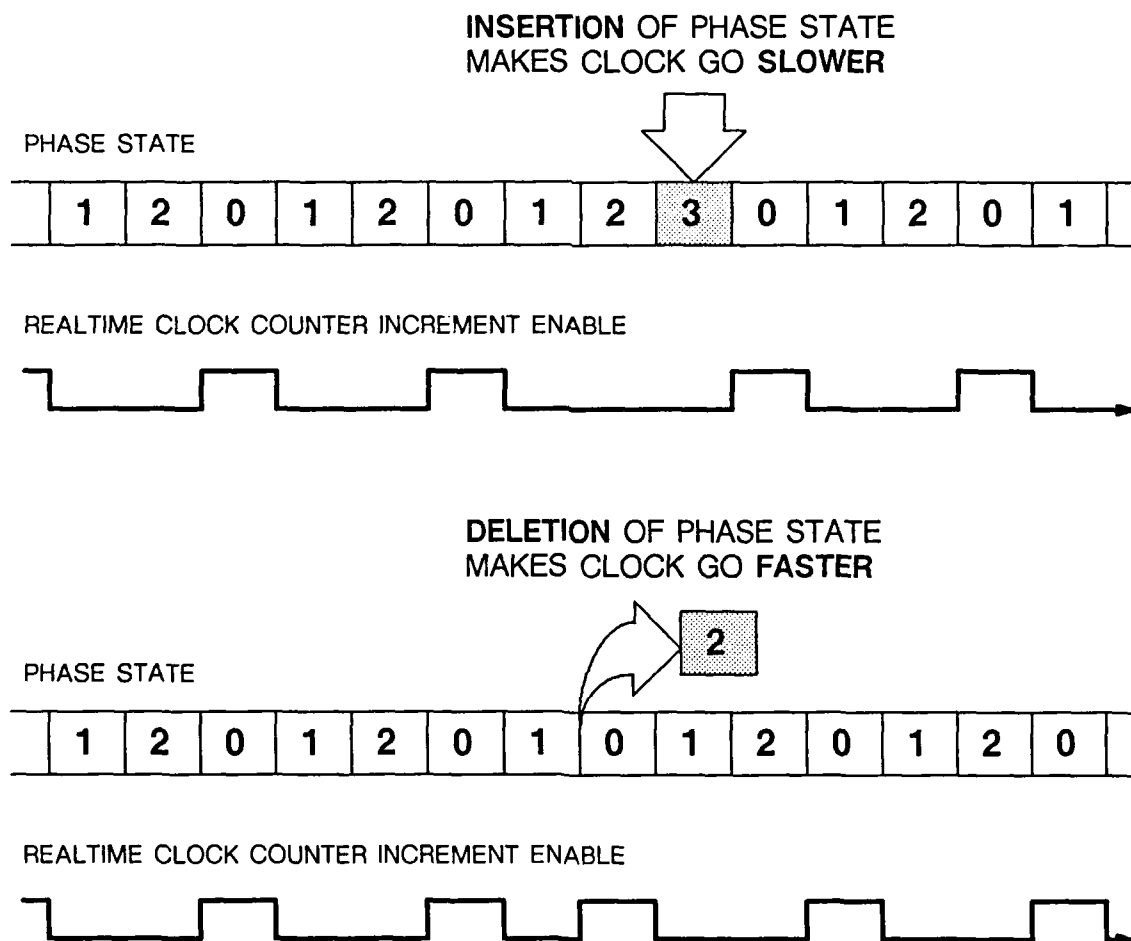 INSERTION OF PHASE STATE
MAKES CLOCK GO SLOWER
PHASE STATE
1 2 0 1 2 0 1 2 3 0 1 2 0 1
REALTIME CLOCK COUNTER INCREMENT ENABLE
DELETION OF PHASE STATE
MAKES CLOCK GO FASTER
2
PHASE STATE
1 2 0 1 2 0 1 0 1 2 0 1 2 0
REALTIME CLOCK COUNTER INCREMENT ENABLE